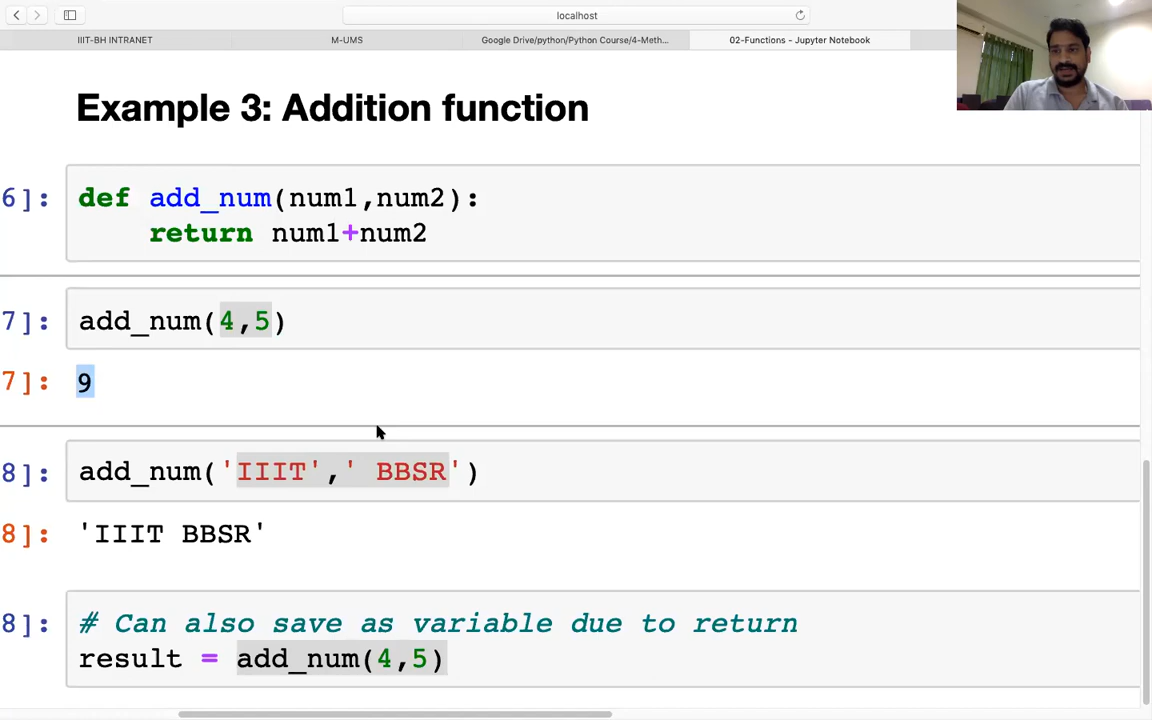 localhost
IIIT-BH INTRANET
M-UMS
Google Drive/python/Python Course/4-Meth...
02-Functions - Jupyter Notebook
Example 3: Addition function
6]:
def add_num(num1,num2):
return num1+num2
7]:
add_num(4,5)
7]:
9
8]:
add_num('IIIT',' BBSR')
8]:
'IIIT BBSR'
8]:
# Can also save as variable due to return
result = add_num(4,5)